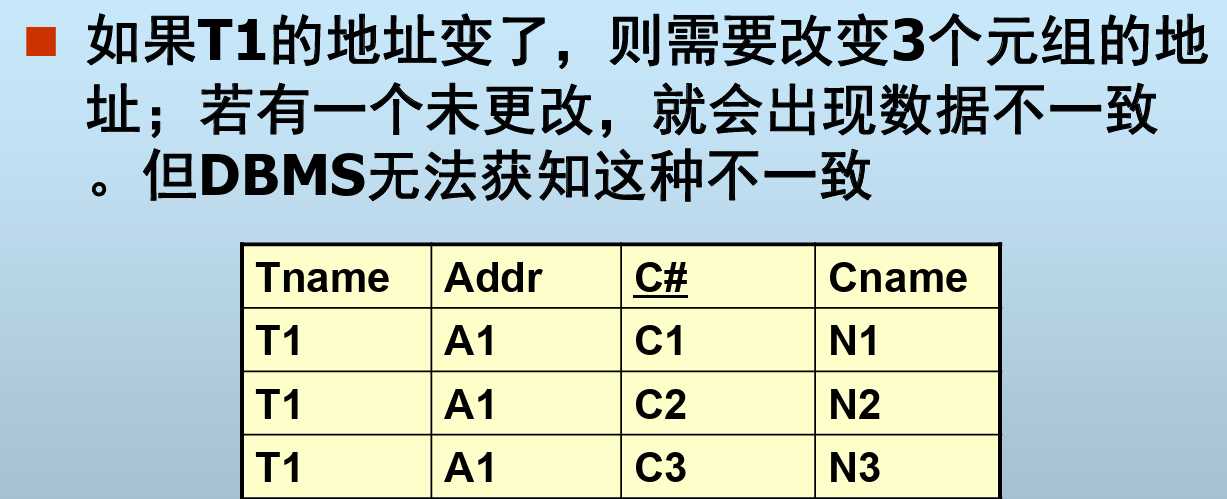 如果T1的地址变了，则需要改变3个元组的地
址；若有一个未更改，就会出现数据不一致
。但DBMS无法获知这种不一致
Tname Addr C# Cname
T1 A1 C1 N1
T1 A1 C2 N2
T1 A1 C3 N3